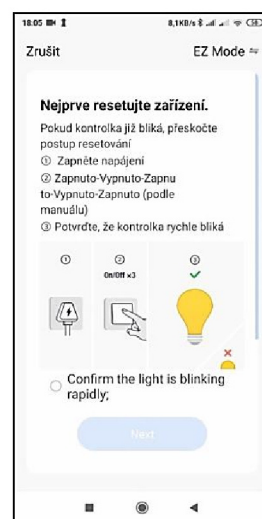 18:05
8,1KB/s
58
Zrušit
EZ Mode
Nejprve resetujte zařízení.
Pokud kontrolka již bliká, přeskočte
postup resetování
① Zapněte napájení
② Zapnuto-Vypnuto-Zapnu
to-Vypnuto-Zapnuto (podle
manuálu)
③ Potvrďte, že kontrolka rychle bliká
①
②
③
On/Off ×3
Confirm the light is blinking
rapidly;
Next